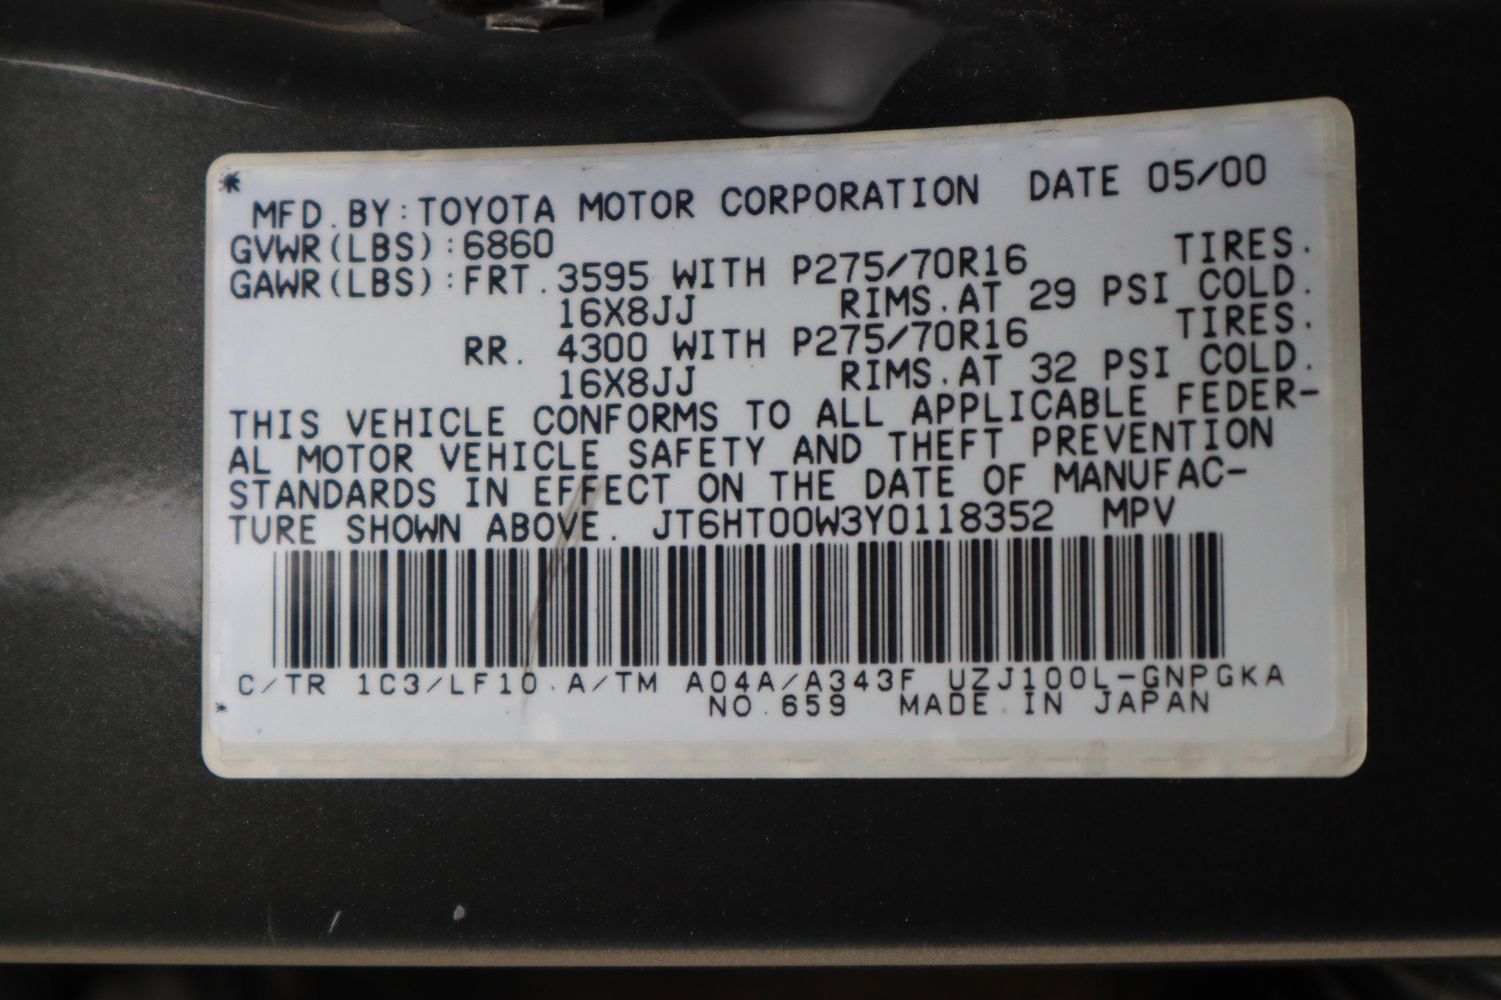 MFD.BY:TOYOTA MOTOR CORPORATION DATE 05/00
GVWR(LBS):6860
GAWR(LBS):FRT.3595 WITH P275/70R16 TIRES.
16X8JJ RIMS.AT 29 PSI COLD.
RR. 4300 WITH P275/70R16 TIRES.
16X8JJ RIMS.AT 32 PSI COLD.
THIS VEHICLE CONFORMS TO ALL APPLICABLE FEDER-
AL MOTOR VEHICLE SAFETY AND THEFT PREVENTION
STANDARDS IN EFFECT ON THE DATE OF MANUFAC-
TURE SHOWN ABOVE. JT6HT00W3Y0118352 MPV
C/TR 1C3/LF10.A/TM A04A/A343F UZJ100L-GNPGKA
NO.659 MADE.IN JAPAN